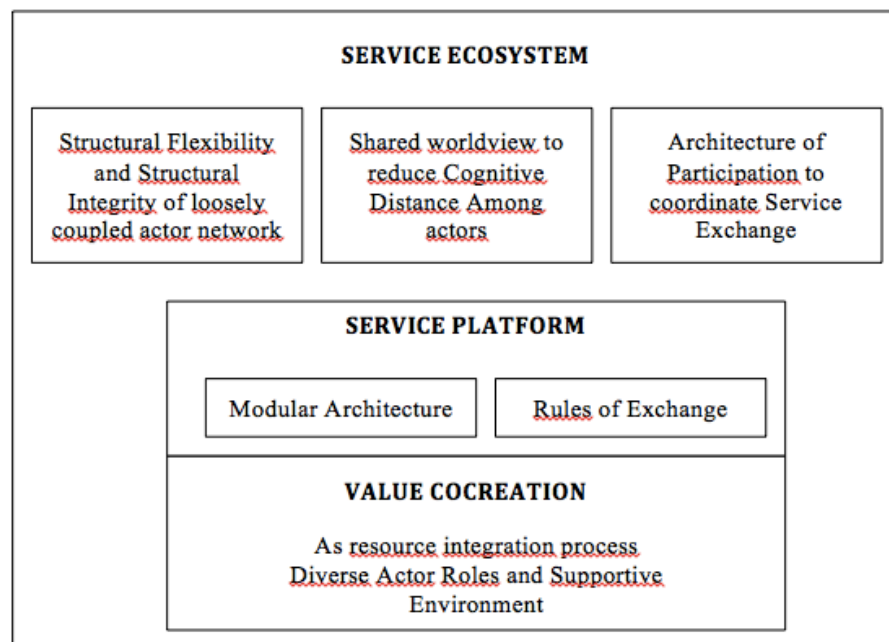 SERVICE ECOSYSTEM
Structural Flexibility
and Structural
Integrity of loosely
coupled actor network
Shared worldview to
reduce Cognitive
Distance Among
actors
Architecture of
Participation to
coordinate Service
Exchange
SERVICE PLATFORM
Modular Architecture
Rules of Exchange
VALUE COCREATION
As resource integration process
Diverse Actor Roles and Supportive
Environment